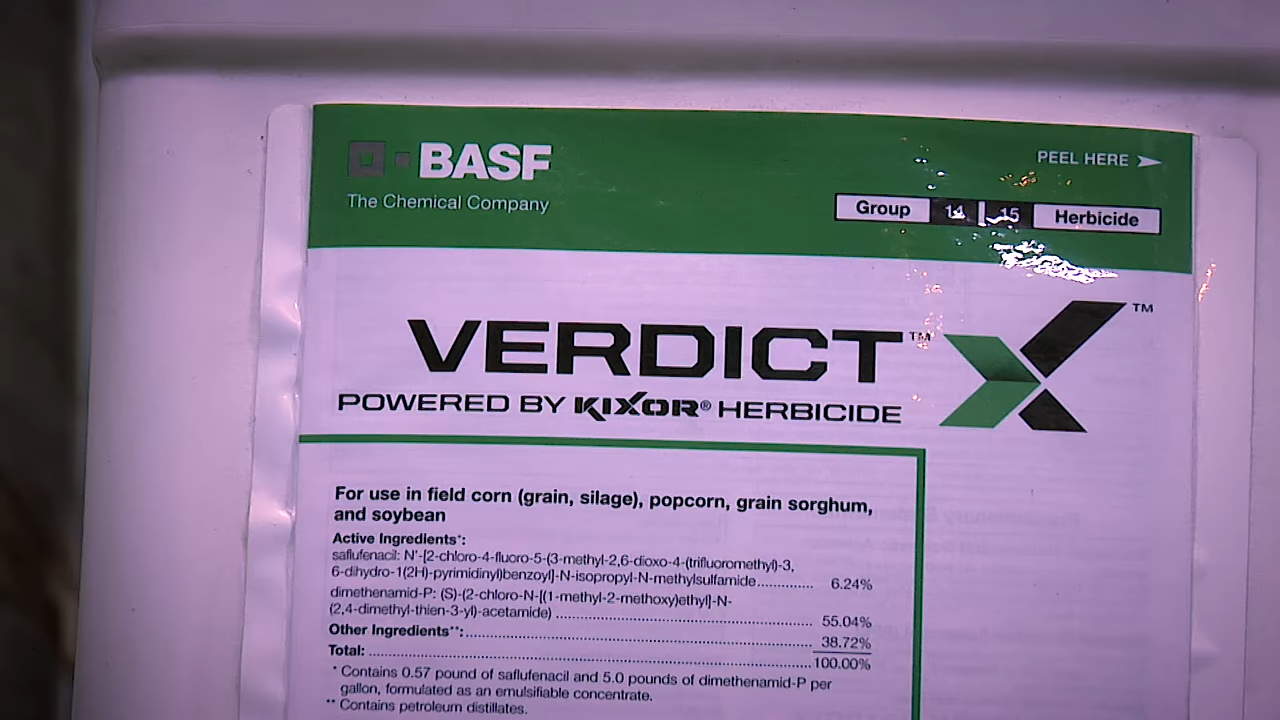 BASF
PEEL HERE
The Chemical Company
Group 14 15 Herbicide
VERDICT™ ™
POWERED BY KIXOR® HERBICIDE
For use in field corn (grain, silage), popcorn, grain sorghum,
and soybean
Active Ingredients*:
saflufenacil: N'-[2-chloro-4-fluoro-5-(3-methyl-2,6-dioxo-4-(trifluoromethyl)-3,
6-dihydro-1(2H)-pyrimidinyl)benzoyl]-N-isopropyl-N-methylsulfamide............. 6.24%
dimethenamid-P: (S)-(2-chloro-N-[(1-methyl-2-methoxy)ethyl]-N-
(2,4-dimethyl-thien-3-yl)-acetamide) ............................................................ 55.04%
Other Ingredients**:.................................................................................. 38.72%
Total: ......................................................................................................100.00%
* Contains 0.57 pound of saflufenacil and 5.0 pounds of dimethenamid-P per
gallon, formulated as an emulsifiable concentrate.
** Contains petroleum distillates.